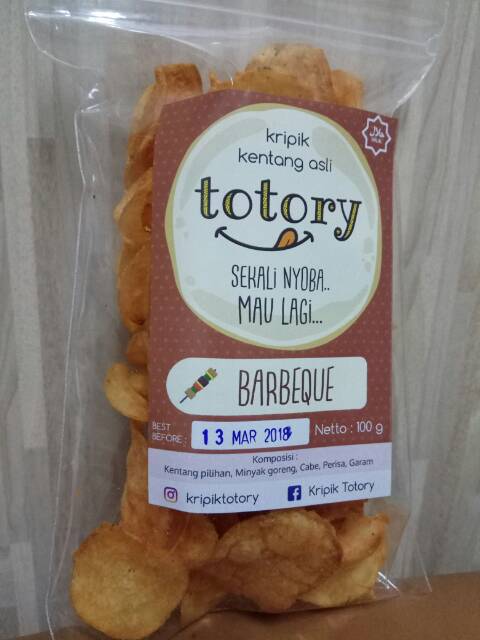 kripik
kentang asli
totory
SEKALI NYOBA..
MAU LAGI...
BARBEQUE
BEST
BEFORE : 13 MAR 2018 Netto : 100 g
Komposisi :
Kentang pilihan, Minyak goreng, Cabe, Perisa, Garam
kripiktotory Kripik Totory